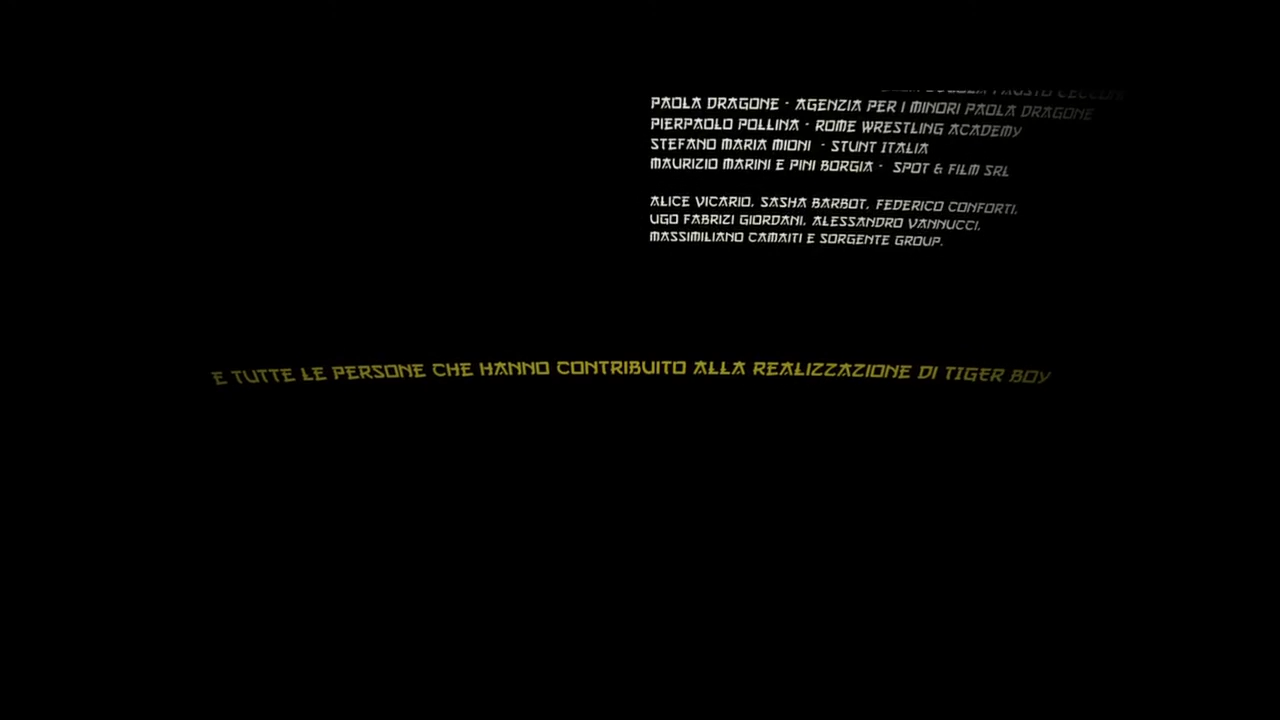 PAOLA DRAGONE - AGENZIA PER I MINORI PAOLA DRAGONE
PIERPAOLO POLLINA - ROME WRESTLING ACADEMY
STEFANO MARIA MIONI - STUNT ITALIA
MAURIZIO MARINI E PINI BORGIA - SPOT & FILM SRL
ALICE VICARIO, SASHA BARBOT, FEDERICO CONFORTI,
UGO FABRIZI GIORDANI, ALESSANDRO VANNUCCI,
MASSIMILIANO CAMAITI E SORGENTE GROUP.
E TUTTE LE PERSONE CHE HANNO CONTRIBUITO ALLA REALIZZAZIONE DI TIGER BOY